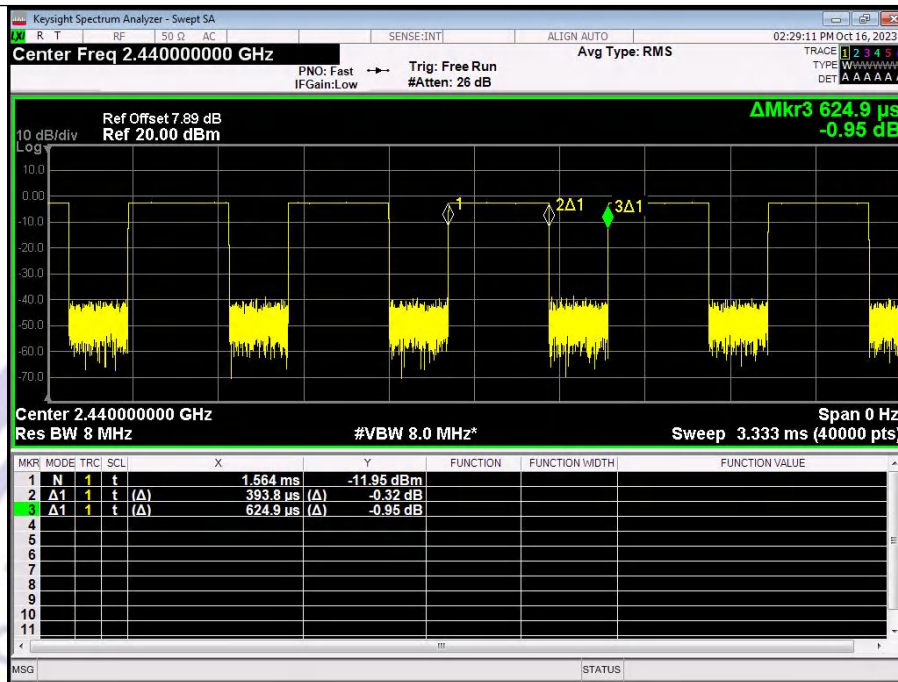 Keysight Spectrum Analyzer - Swept SA
LXI R T RF 50 Ω AC SENSE:INT ALIGN AUTO 02:29:11 PM Oct 16, 2023
Center Freq 2.440000000 GHz Avg Type: RMS TRACE 1 2 3 4 5
PNO: Fast Trig: Free Run TYPE W
IFGain:Low #Atten: 26 dB DET A A A A A
ΔMkr3 624.9 µs
Ref Offset 7.89 dB -0.95 dB
10 dB/div Ref 20.00 dBm
Log
10.0
0.00
1 2Δ1 3Δ1
-10.0
-20.0
-30.0
-40.0
-50.0
-60.0
-70.0
Center 2.440000000 GHz Span 0 Hz
Res BW 8 MHz #VBW 8.0 MHz* Sweep 3.333 ms (40000 pts)
MKR MODE TRC SCL X Y FUNCTION FUNCTION WIDTH FUNCTION VALUE
1 N 1 t 1.564 ms -11.95 dBm
2 Δ1 1 t (Δ) 393.8 µs (Δ) -0.32 dB
3 Δ1 1 t (Δ) 624.9 µs (Δ) -0.95 dB
4
5
6
7
8
9
10
11
MSG STATUS